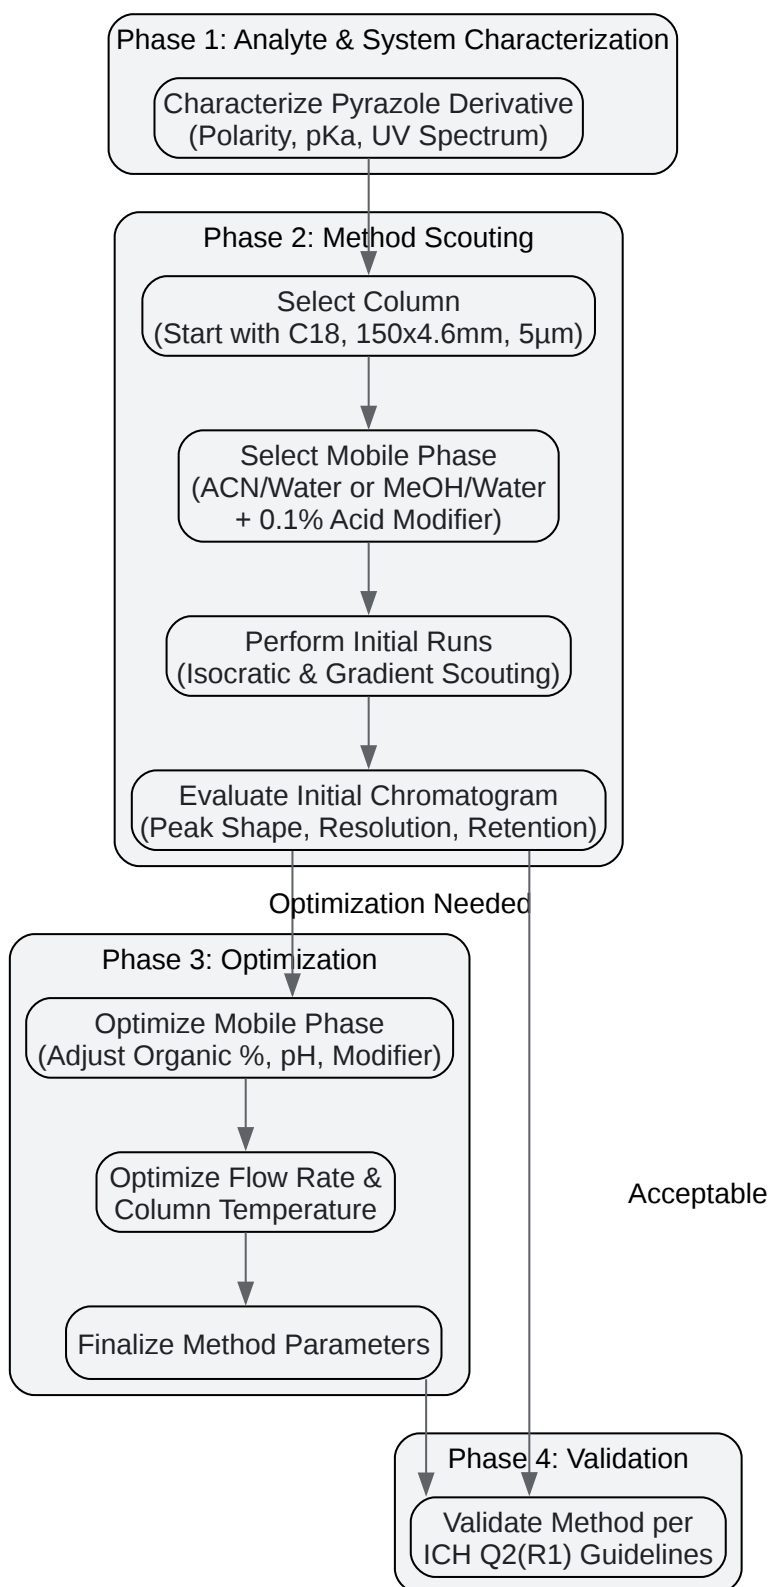 Phase 1: Analyte & System Characterization
Characterize Pyrazole Derivative
(Polarity, pKa, UV Spectrum)
Phase 2: Method Scouting
Select Column
(Start with C18, 150x4.6mm, 5µm)
Select Mobile Phase
(ACN/Water or MeOH/Water
+ 0.1% Acid Modifier)
Perform Initial Runs
(Isocratic & Gradient Scouting)
Evaluate Initial Chromatogram
(Peak Shape, Resolution, Retention)
Optimization Needed
Phase 3: Optimization
Optimize Mobile Phase
(Adjust Organic %, pH, Modifier)
Optimize Flow Rate &
Column Temperature
Acceptable
Finalize Method Parameters
Phase 4: Validation
Validate Method per
ICH Q2(R1) Guidelines